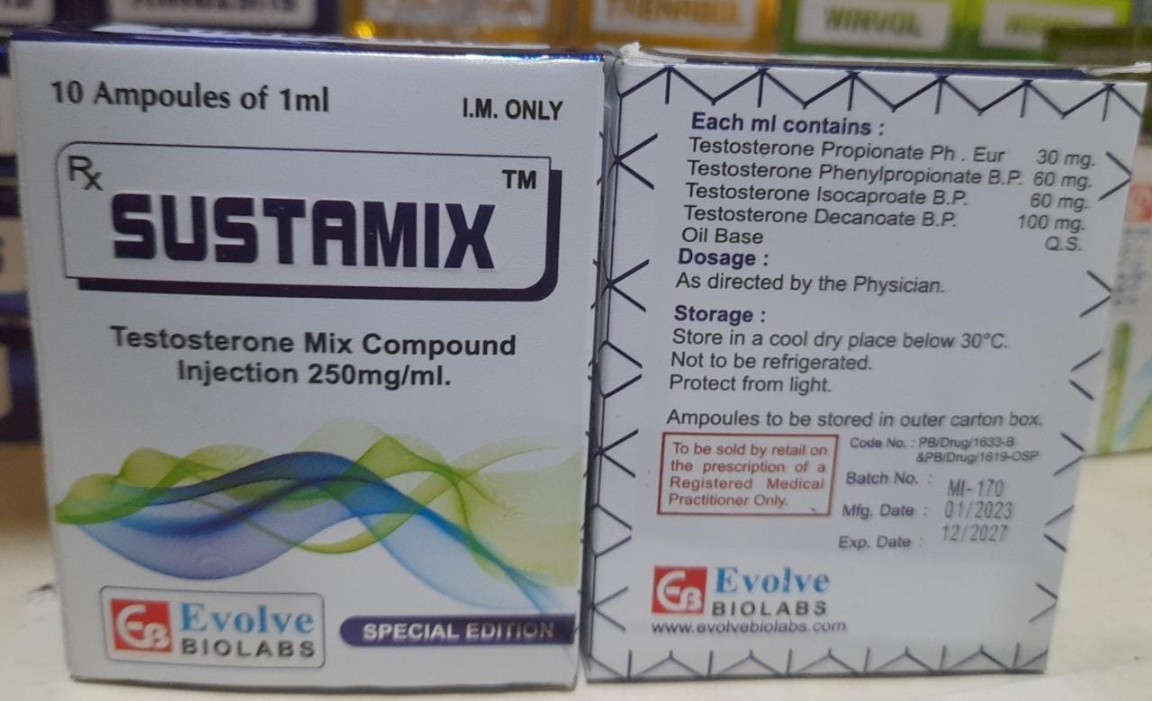 WINVOL
10 Ampoules of 1ml
I.M. ONLY
Rx
TM
SUSTAMIX
Testosterone Mix Compound
Injection 250mg/ml.
EB Evolve
BIOLABS
SPECIAL EDITION
Each ml contains :
Testosterone Propionate Ph . Eur 30 mg.
Testosterone Phenylpropionate B.P. 60 mg.
Testosterone Isocaproate B.P. 60 mg.
Testosterone Decanoate B.P. 100 mg.
Oil Base Q.S.
Dosage :
As directed by the Physician.
Storage :
Store in a cool dry place below 30°C.
Not to be refrigerated.
Protect from light.
Ampoules to be stored in outer carton box.
To be sold by retail on
the prescription of a
Registered Medical
Practitioner Only.
Code No. : PB/Drug/1633-B
&PB/Drug/1619-OSP
Batch No. : MI-170
Mfg. Date : 01/2023
Exp. Date : 12/2027
EB Evolve
BIOLABS
www.evolvebiolabs.com